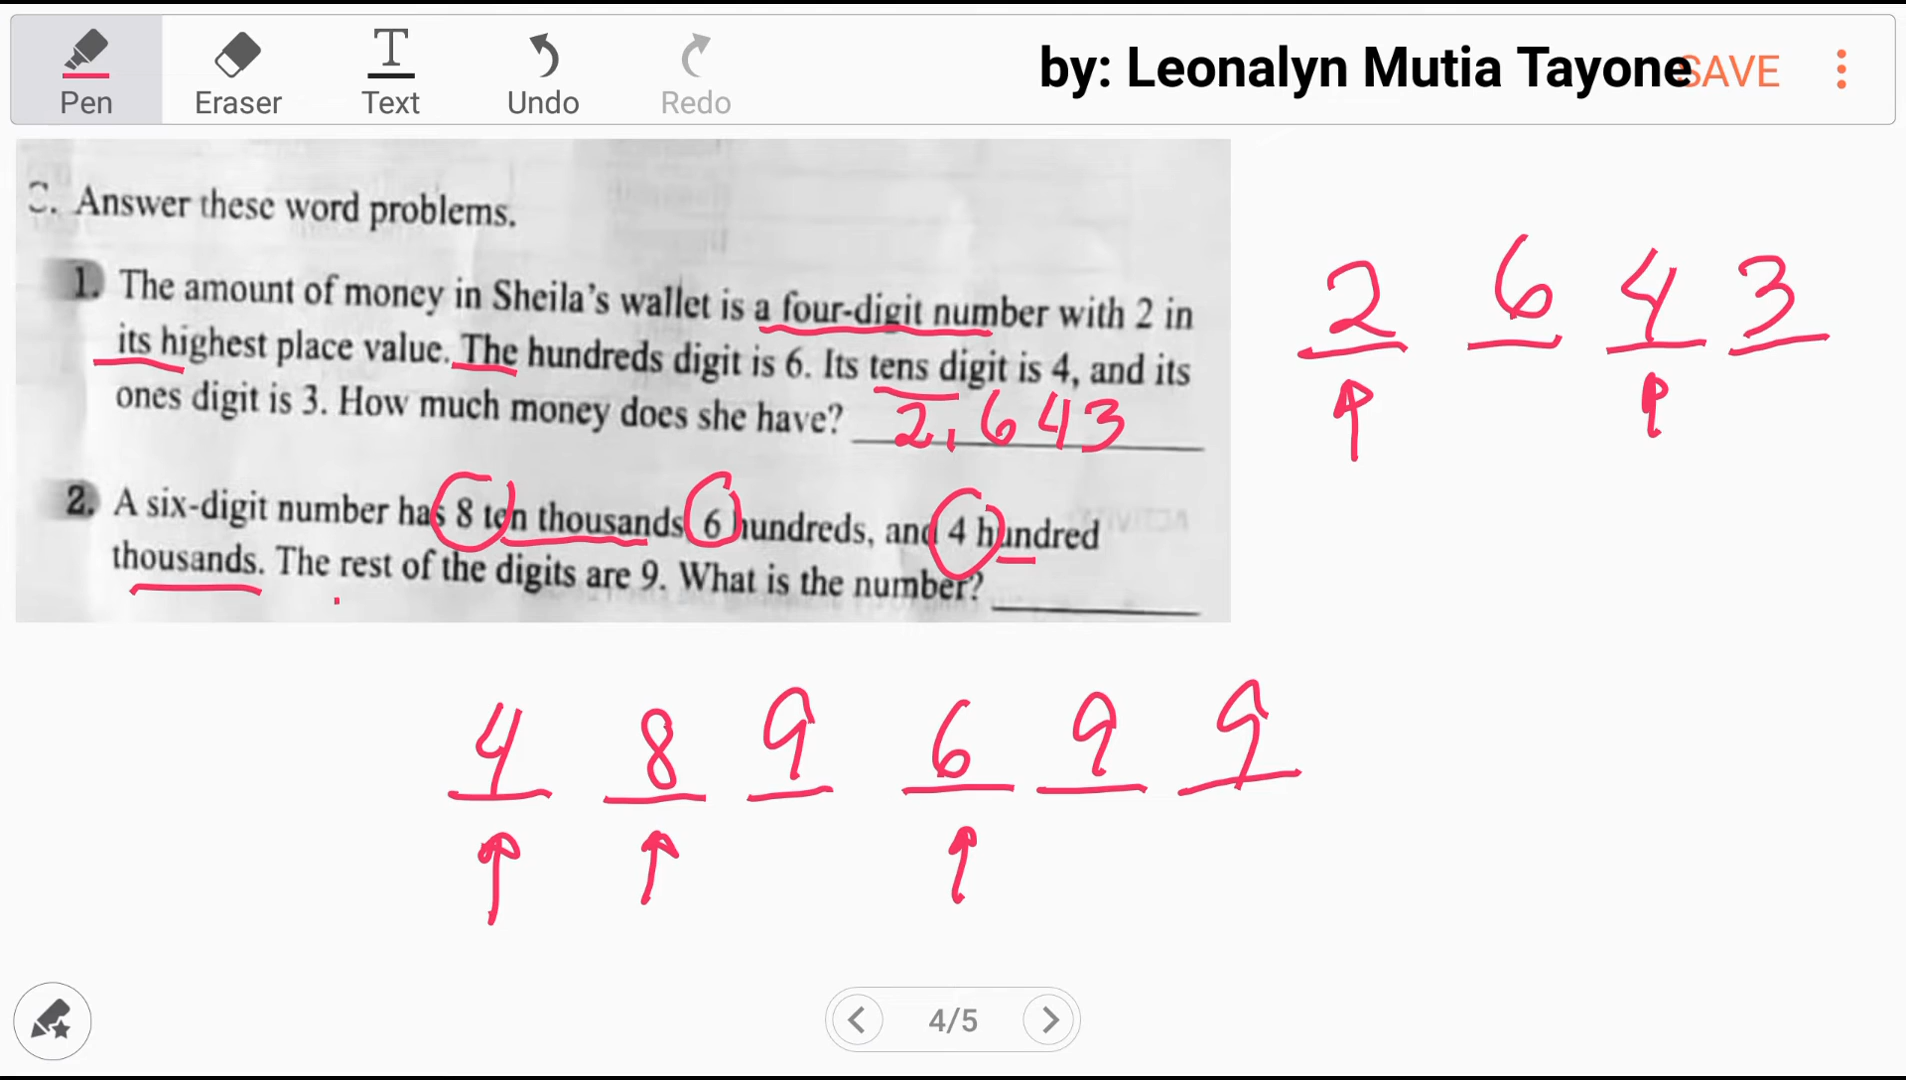 Pen Eraser Text Undo Redo by: Leonalyn Mutia Tayone SAVE
C. Answer these word problems.
1. The amount of money in Sheila's wallet is a four-digit number with 2 in
its highest place value. The hundreds digit is 6. Its tens digit is 4, and its
ones digit is 3. How much money does she have? 2,643
2. A six-digit number has 8 ten thousands 6 hundreds, and 4 hundred
thousands. The rest of the digits are 9. What is the number?
2 6 4 3
4 8 9 6 9 9
4/5